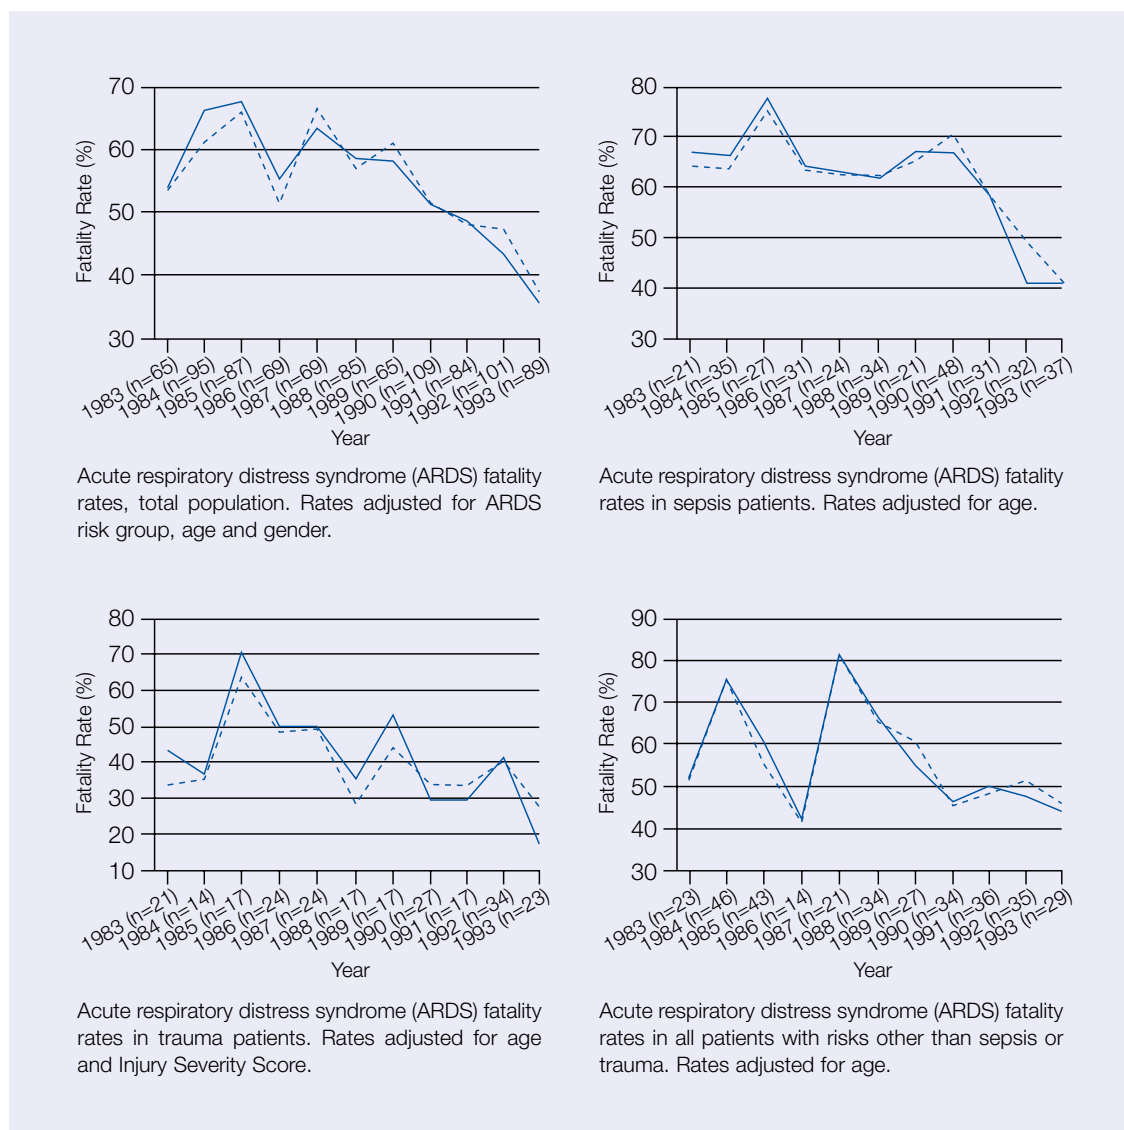 70
60
50
40
30
Fatality Rate (%)
1983 (n=65)
1984 (n=95)
1985 (n=87)
1986 (n=69)
1987 (n=69)
1988 (n=85)
1989 (n=65)
1990 (n=109)
1991 (n=84)
1992 (n=101)
1993 (n=89)
Year
Acute respiratory distress syndrome (ARDS) fatality
rates, total population. Rates adjusted for ARDS
risk group, age and gender.
80
70
60
50
40
30
Fatality Rate (%)
1983 (n=21)
1984 (n=35)
1985 (n=27)
1986 (n=31)
1987 (n=24)
1988 (n=34)
1989 (n=21)
1990 (n=48)
1991 (n=31)
1992 (n=32)
1993 (n=37)
Year
Acute respiratory distress syndrome (ARDS) fatality
rates in sepsis patients. Rates adjusted for age.
80
70
60
50
40
30
20
10
Fatality Rate (%)
1983 (n=21)
1984 (n=14)
1985 (n=17)
1986 (n=24)
1987 (n=24)
1988 (n=17)
1989 (n=17)
1990 (n=27)
1991 (n=17)
1992 (n=34)
1993 (n=23)
Year
Acute respiratory distress syndrome (ARDS) fatality
rates in trauma patients. Rates adjusted for age
and Injury Severity Score.
90
80
70
60
50
40
30
Fatality Rate (%)
1983 (n=23)
1984 (n=46)
1985 (n=43)
1986 (n=14)
1987 (n=21)
1988 (n=34)
1989 (n=27)
1990 (n=34)
1991 (n=36)
1992 (n=35)
1993 (n=29)
Year
Acute respiratory distress syndrome (ARDS) fatality
rates in all patients with risks other than sepsis or
trauma. Rates adjusted for age.